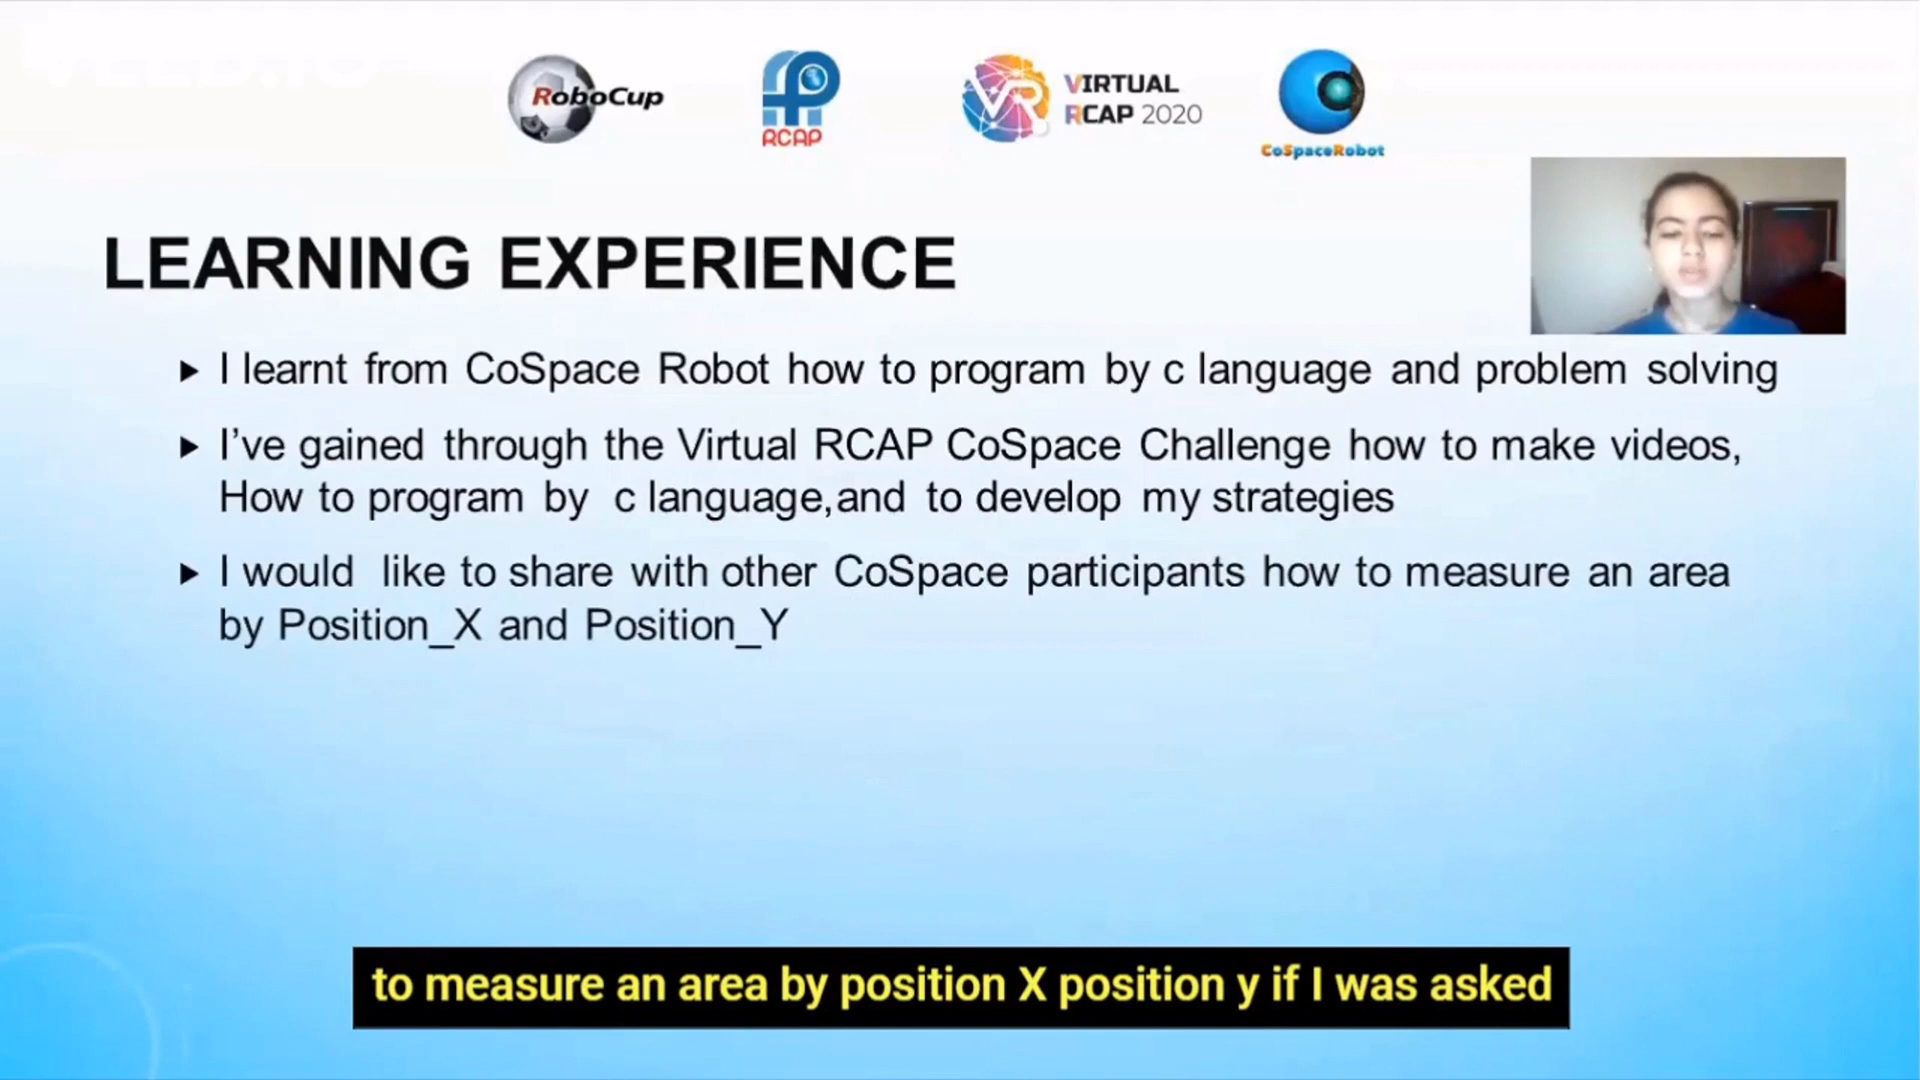 RoboCup
RCAP
VIRTUAL
RCAP 2020
CoSpaceRobot
LEARNING EXPERIENCE
I learnt from CoSpace Robot how to program by c language and problem solving
I've gained through the Virtual RCAP CoSpace Challenge how to make videos,
How to program by c language,and to develop my strategies
I would like to share with other CoSpace participants how to measure an area
by Position_X and Position_Y
to measure an area by position X position y if I was asked